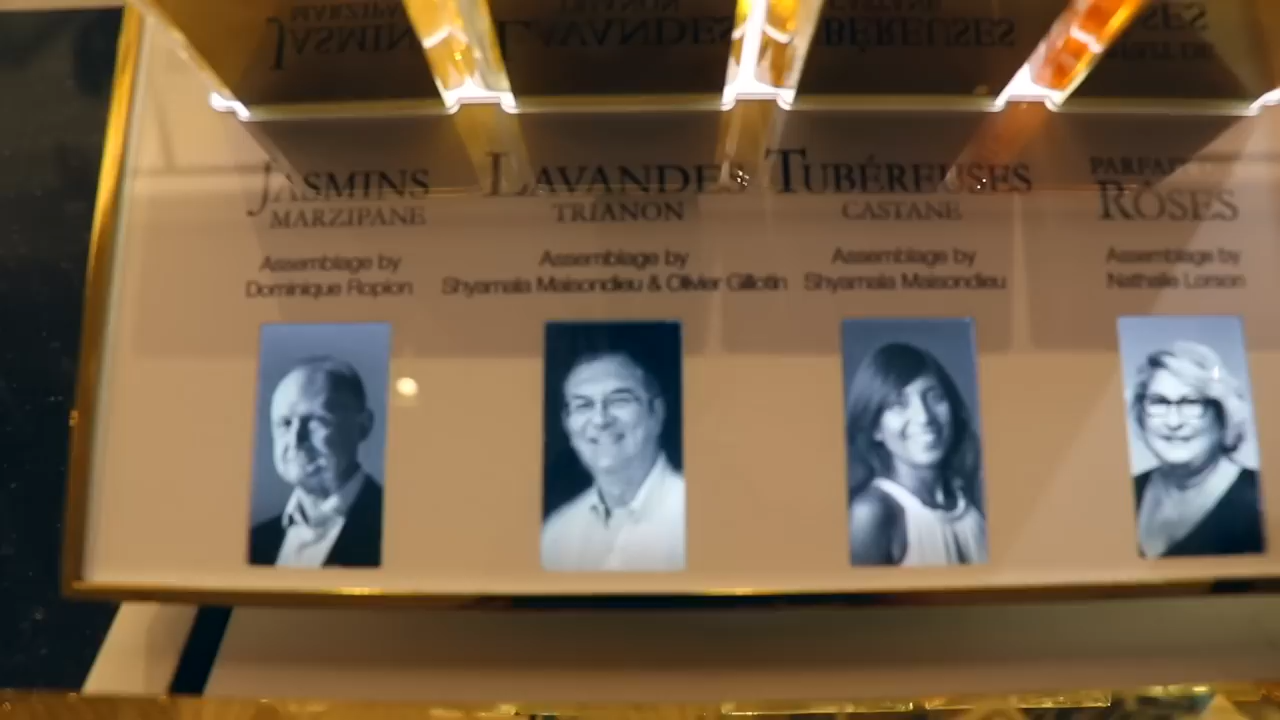 JASMINS
MARZIPANE
Assemblage by
Dominique Ropion
LAVANDES
TRIANON
Assemblage by
Shyamala Maisondieu & Olivier Gillotin
TUBÉREUSES
CASTANE
Assemblage by
Shyamala Maisondieu
RÔSES
Assemblage by
Nathalie Lorson